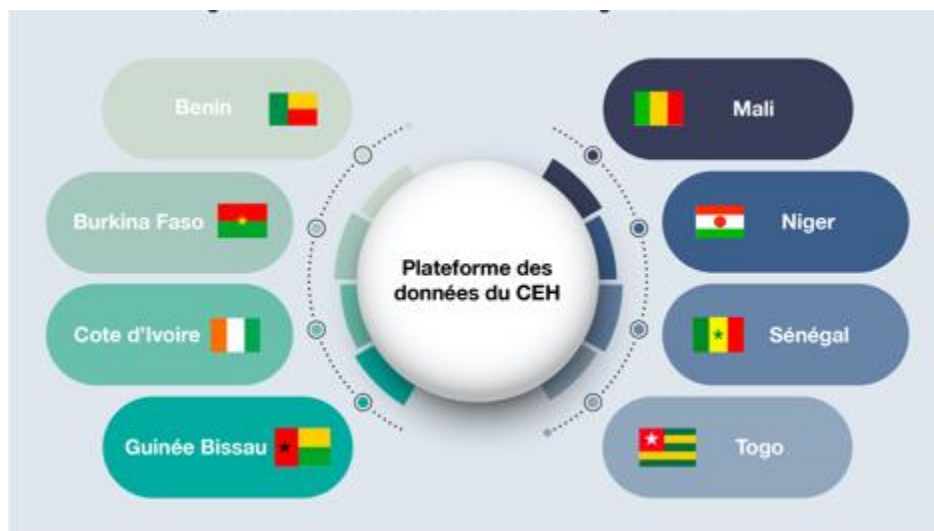 Benin
Burkina Faso
Cote d'Ivoire
Guinée Bissau
Plateforme des
données du CEH
Mali
Niger
Sénégal
Togo